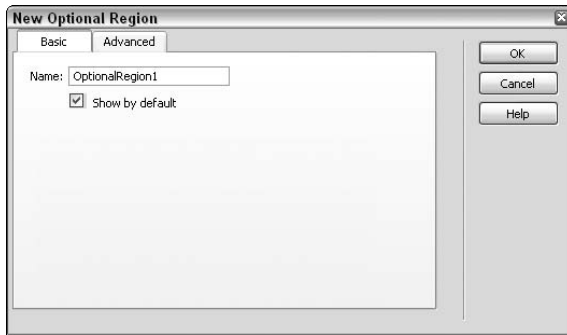 New Optional Region
Basic Advanced
Name: OptionalRegion1
Show by default
OK
Cancel
Help